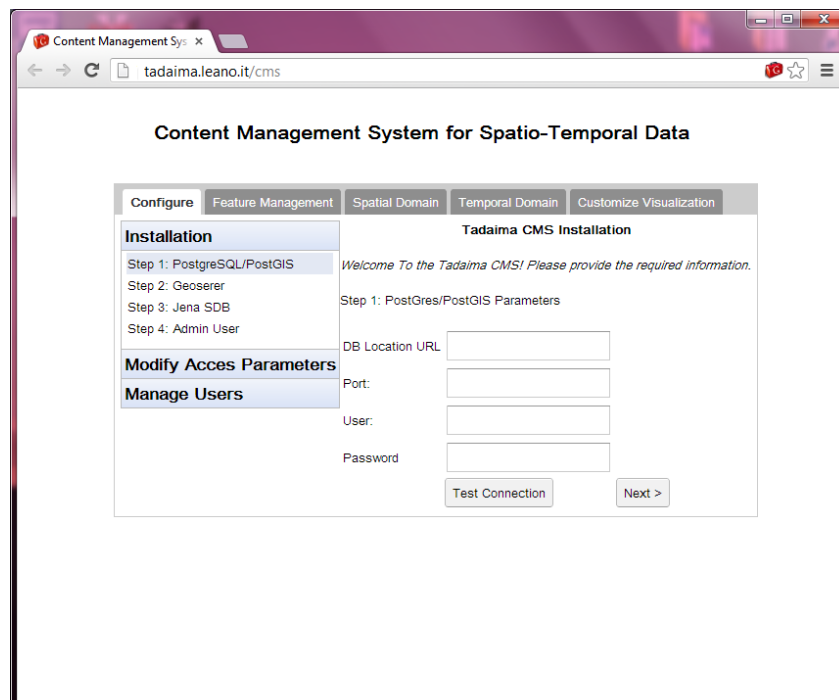 Content Management Sys
tadaima.leano.it/cms
Content Management System for Spatio-Temporal Data
Configure
Feature Management
Spatial Domain
Temporal Domain
Customize Visualization
Installation
Step 1: PostgreSQL/PostGIS
Step 2: Geoserer
Step 3: Jena SDB
Step 4: Admin User
Modify Acces Parameters
Manage Users
Tadaima CMS Installation
Welcome To the Tadaima CMS! Please provide the required information.
Step 1: PostGres/PostGIS Parameters
DB Location URL
Port:
User:
Password
Test Connection
Next >